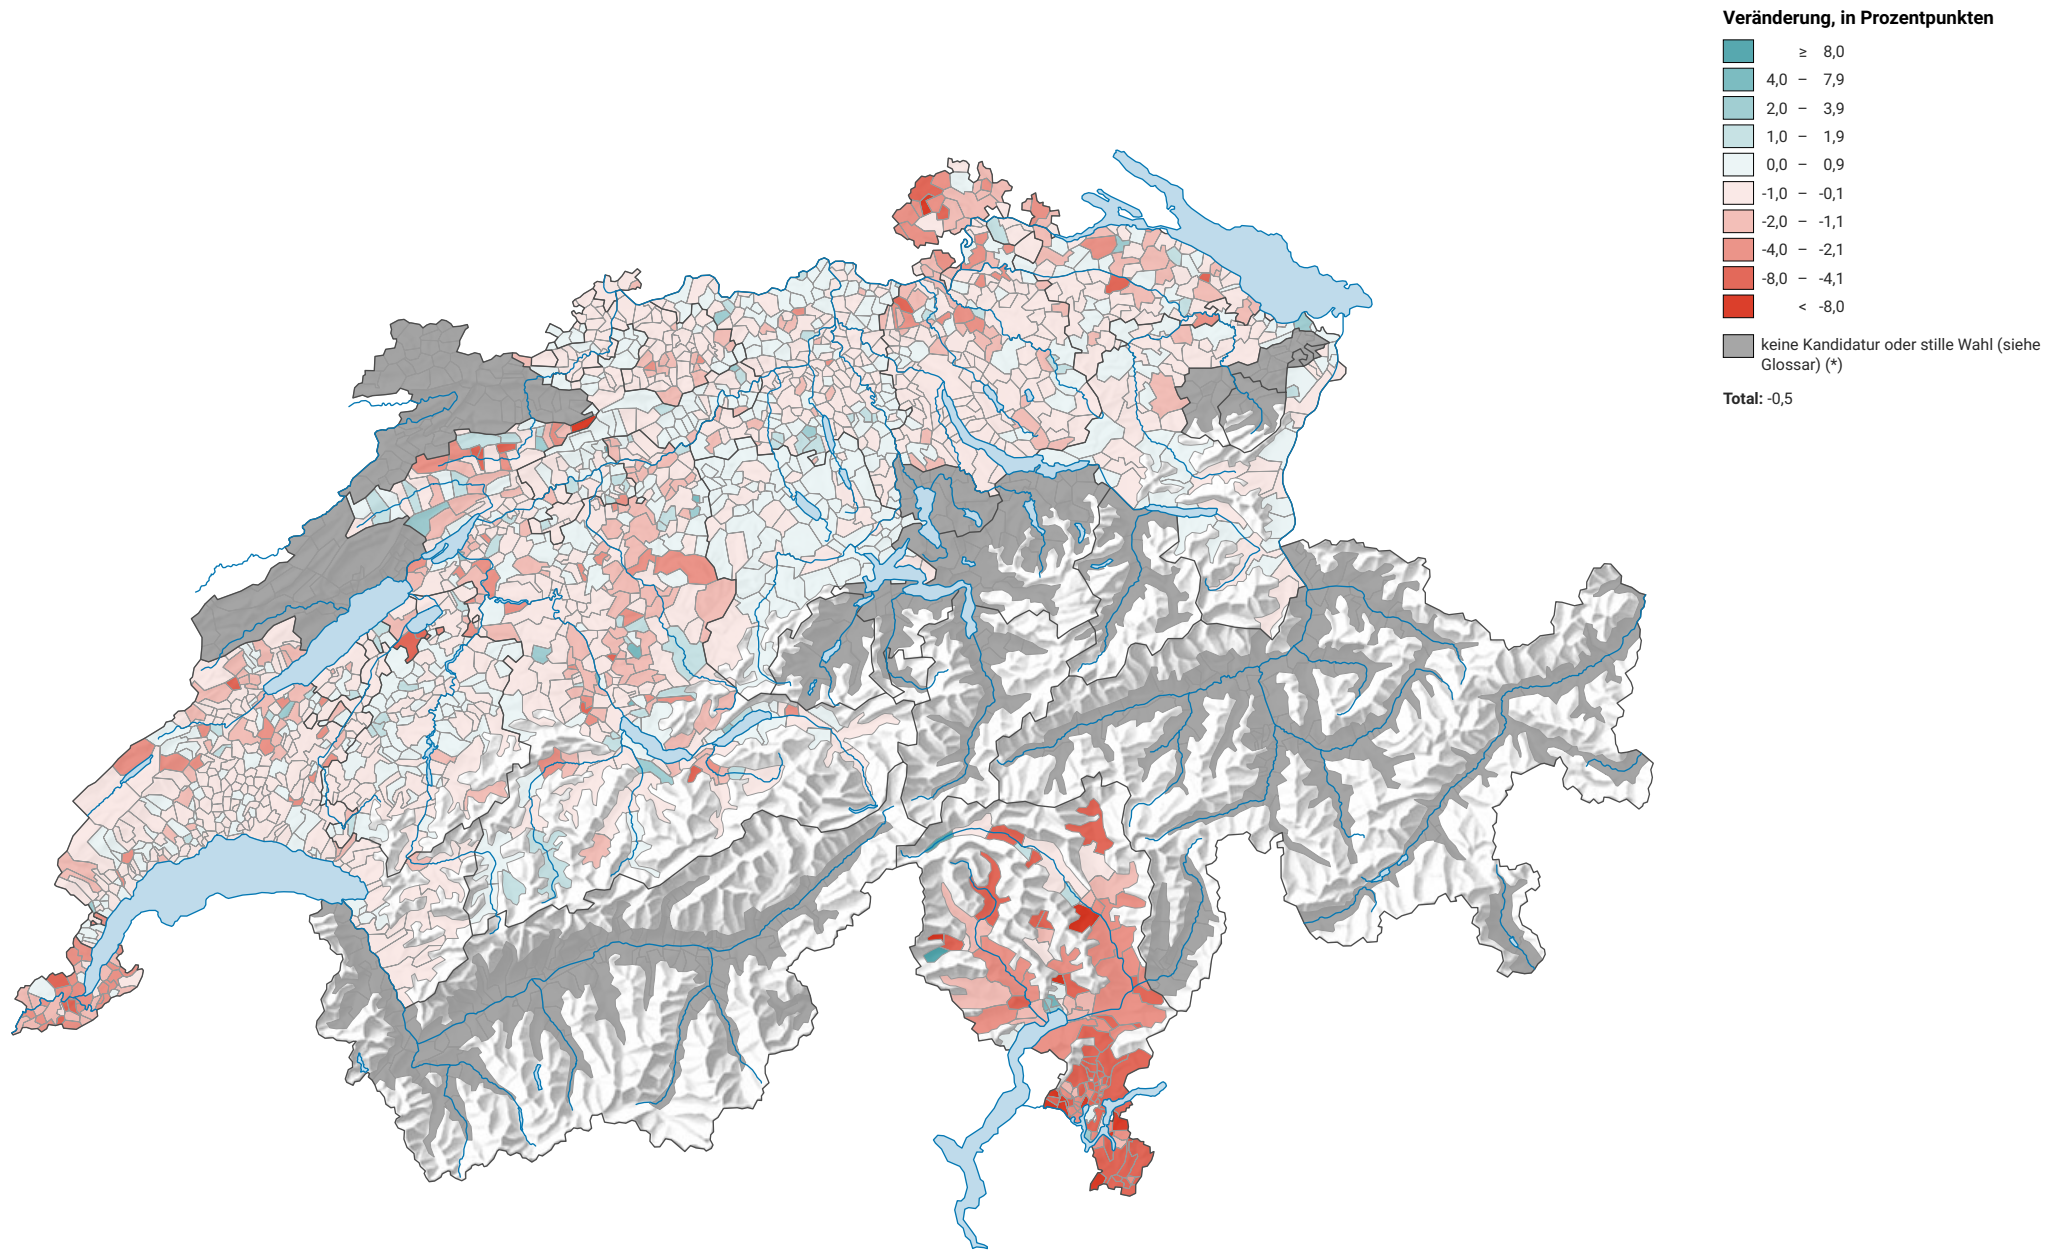 Veränderung, in Prozentpunkten
≥ 8,0
4,0 – 7,9
2,0 – 3,9
1,0 – 1,9
0,0 – 0,9
-1,0 – -0,1
-2,0 – -1,1
-4,0 – -2,1
-8,0 – -4,1
< -8,0
keine Kandidatur oder stille Wahl (siehe
Glossar) (*)
Total: -0,5